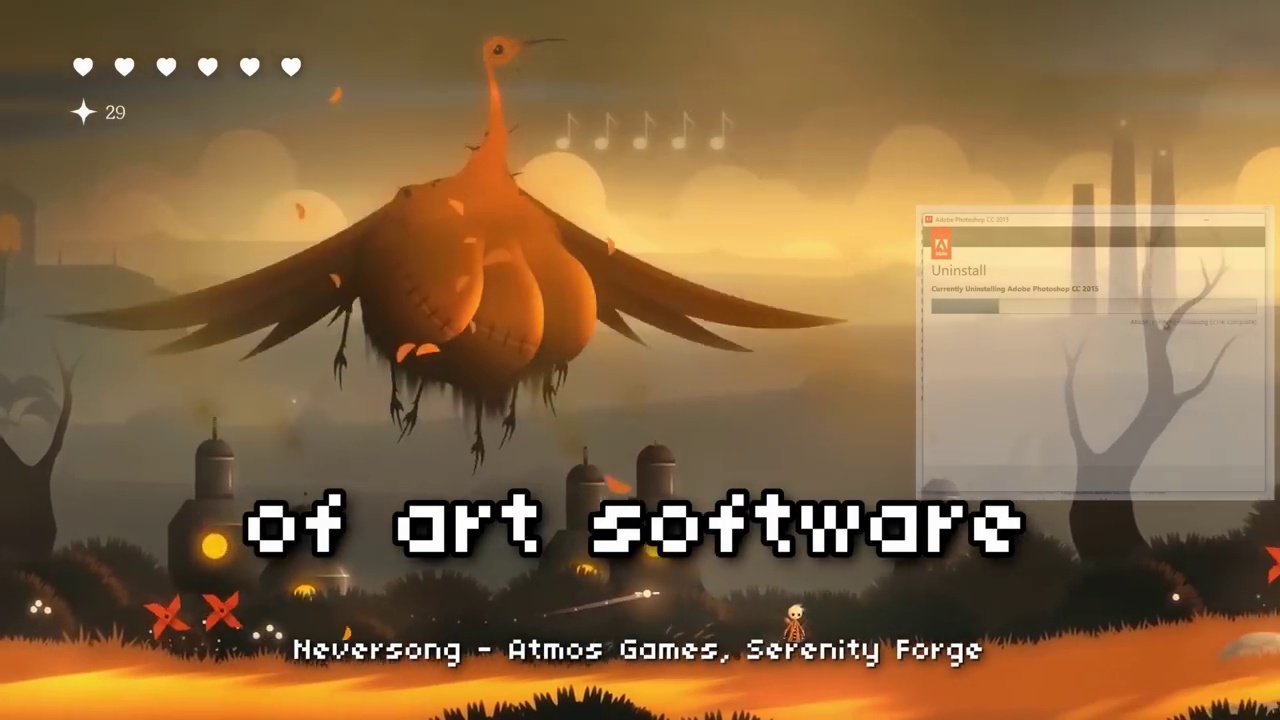 29
Adobe Photoshop CC 2015
Uninstall
Currently Uninstalling Adobe Photoshop CC 2015
of art software
Neversong - Atmos Games, Serenity Forge